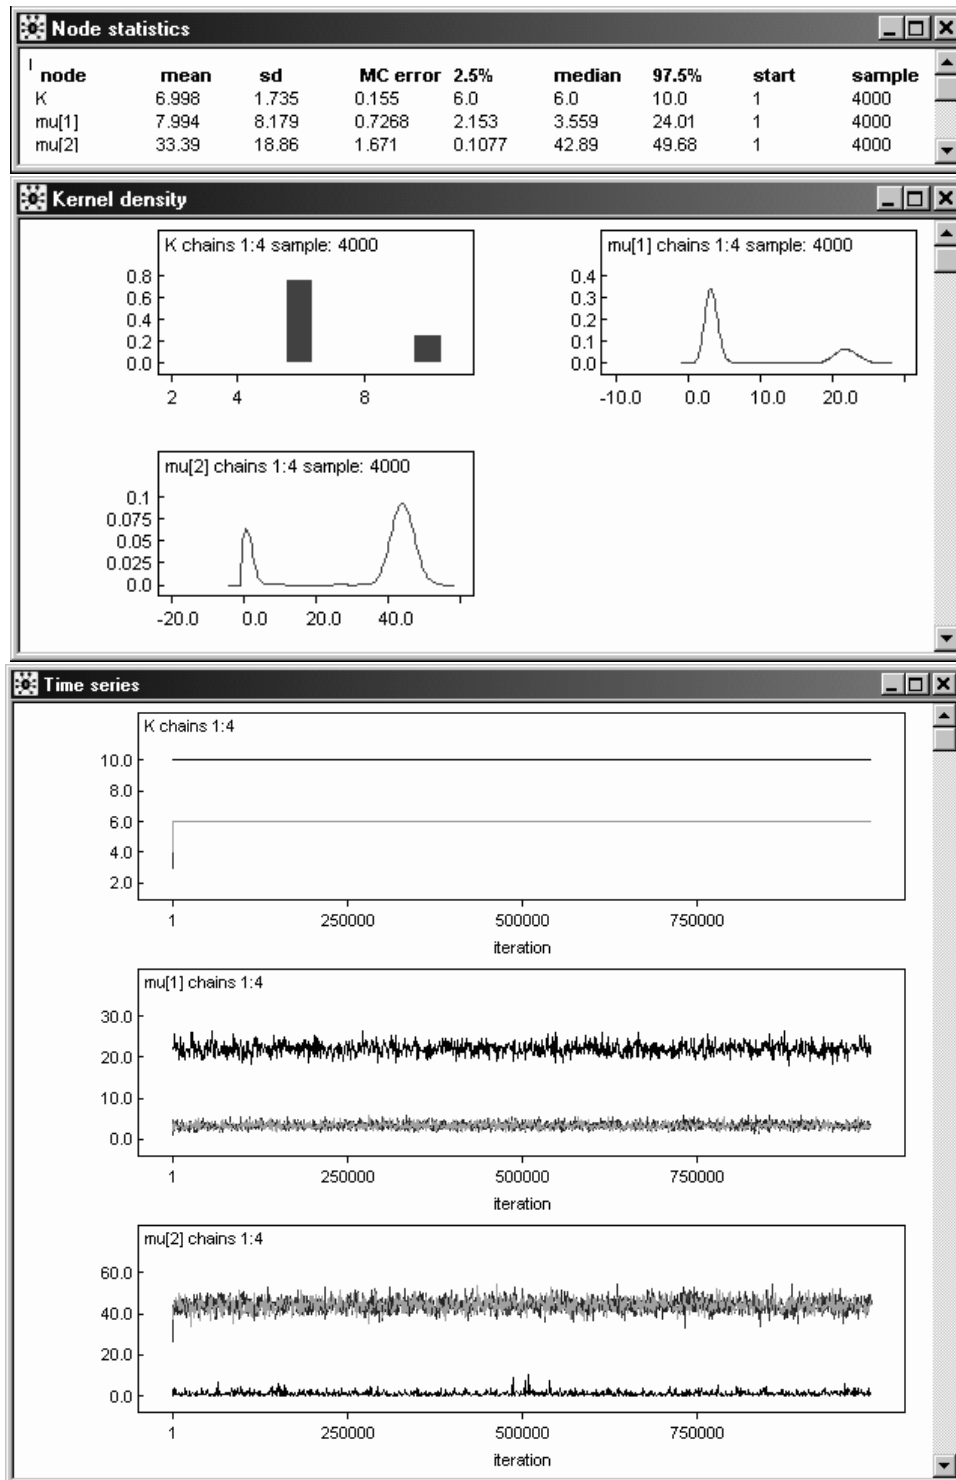 Node statistics
node mean sd MC error 2.5% median 97.5% start sample
K 6.998 1.735 0.155 6.0 6.0 10.0 1 4000
mu[1] 7.994 8.179 0.7268 2.153 3.559 24.01 1 4000
mu[2] 33.39 18.86 1.671 0.1077 42.89 49.68 1 4000
Kernel density
K chains 1:4 sample: 4000
0.8
0.6
0.4
0.2
0.0
2 4 8
mu[1] chains 1:4 sample: 4000
0.4
0.3
0.2
0.1
0.0
-10.0 0.0 10.0 20.0
mu[2] chains 1:4 sample: 4000
0.1
0.075
0.05
0.025
0.0
-20.0 0.0 20.0 40.0
Time series
K chains 1:4
10.0
8.0
6.0
4.0
2.0
1 250000 500000 750000
iteration
mu[1] chains 1:4
30.0
20.0
10.0
0.0
1 250000 500000 750000
iteration
mu[2] chains 1:4
60.0
40.0
20.0
0.0
1 250000 500000 750000
iteration